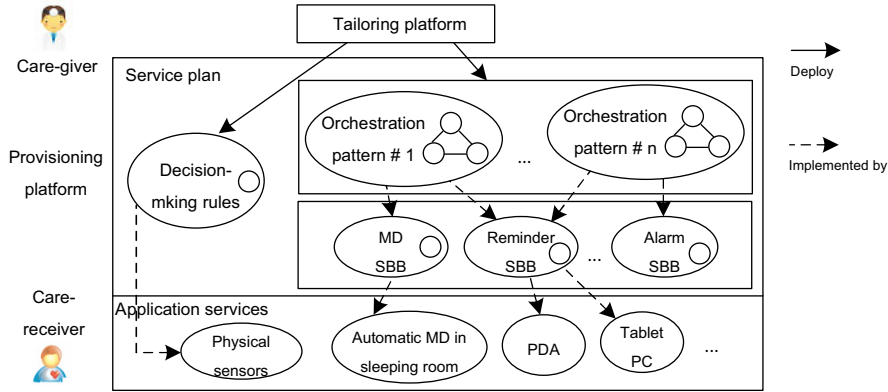 Tailoring platform
Care-giver
Service plan
Deploy
Orchestration
pattern # 1
...
Orchestration
pattern # n
Provisioning
platform
Decision-
mking rules
Implemented by
MD
SBB
Reminder
SBB
...
Alarm
SBB
Care-
receiver
Application services
Physical
sensors
Automatic MD in
sleeping room
PDA
Tablet
PC
...